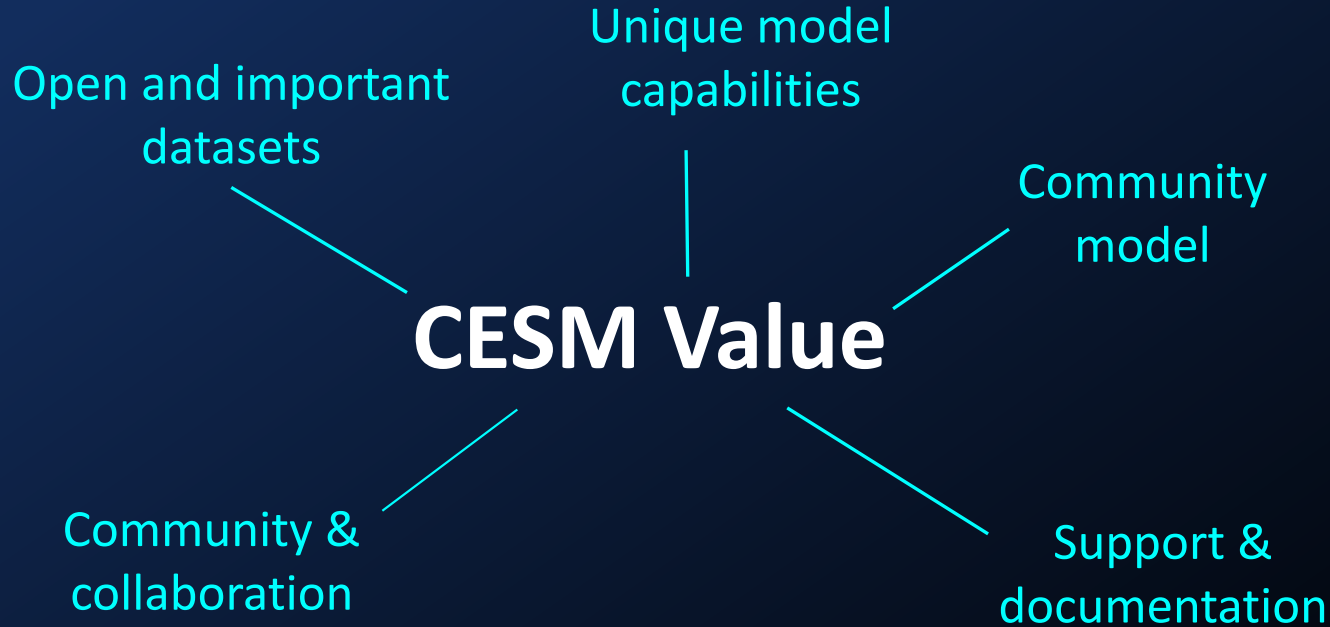 Unique model
capabilities
Open and important
datasets
Community
model
CESM Value
Community &
collaboration
Support &
documentation